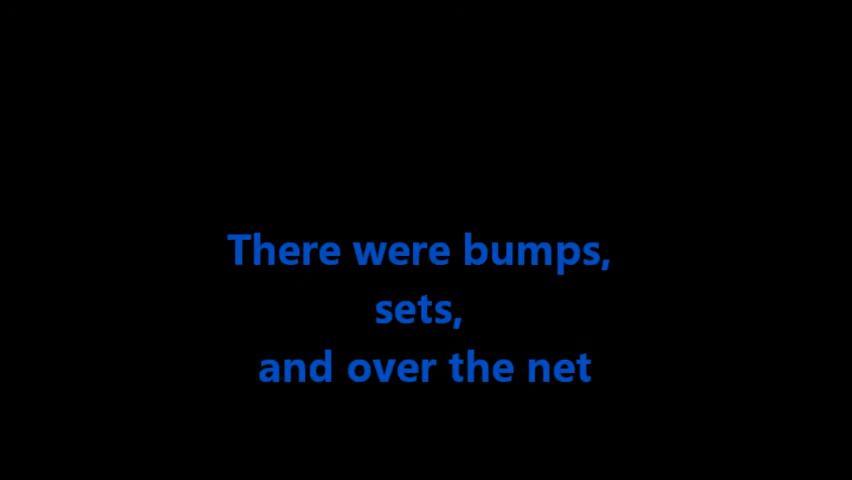 There were bumps,
sets,
and over the net